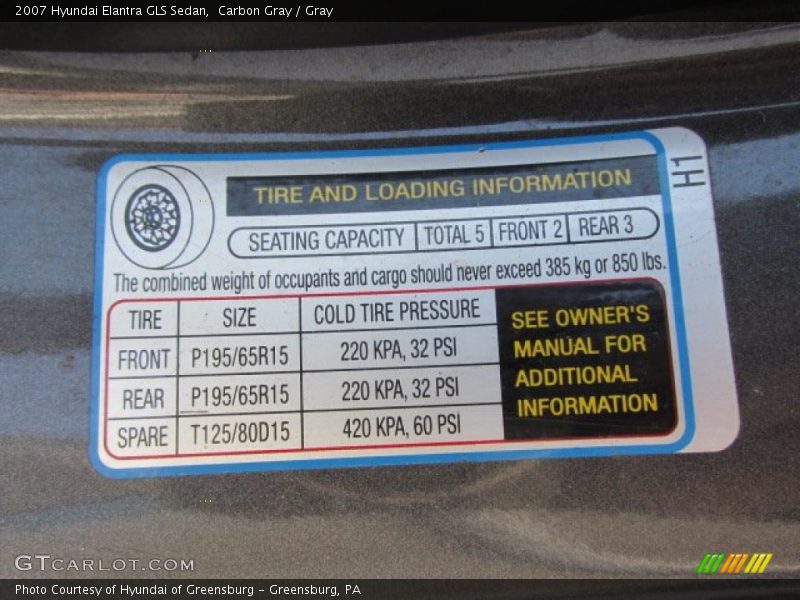 2007 Hyundai Elantra GLS Sedan, Carbon Gray / Gray
TIRE AND LOADING INFORMATION
H1
SEATING CAPACITY TOTAL 5 FRONT 2 REAR 3
The combined weight of occupants and cargo should never exceed 385 kg or 850 lbs.
TIRE SIZE COLD TIRE PRESSURE
FRONT P195/65R15 220 KPA, 32 PSI
REAR P195/65R15 220 KPA, 32 PSI
SPARE T125/80D15 420 KPA, 60 PSI
SEE OWNER'S
MANUAL FOR
ADDITIONAL
INFORMATION
GTCARLOT.COM
Photo Courtesy of Hyundai of Greensburg – Greensburg, PA